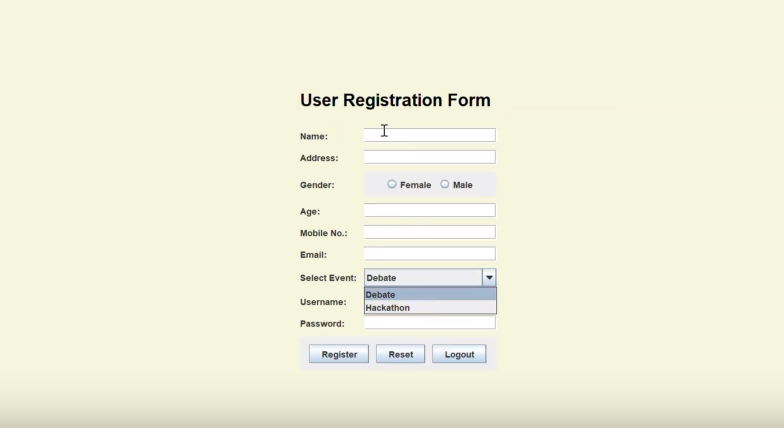 User Registration Form
Name:
Address:
Gender: Female Male
Age:
Mobile No.:
Email:
Select Event: Debate
Debate
Username:
Hackathon
Password:
Register Reset Logout